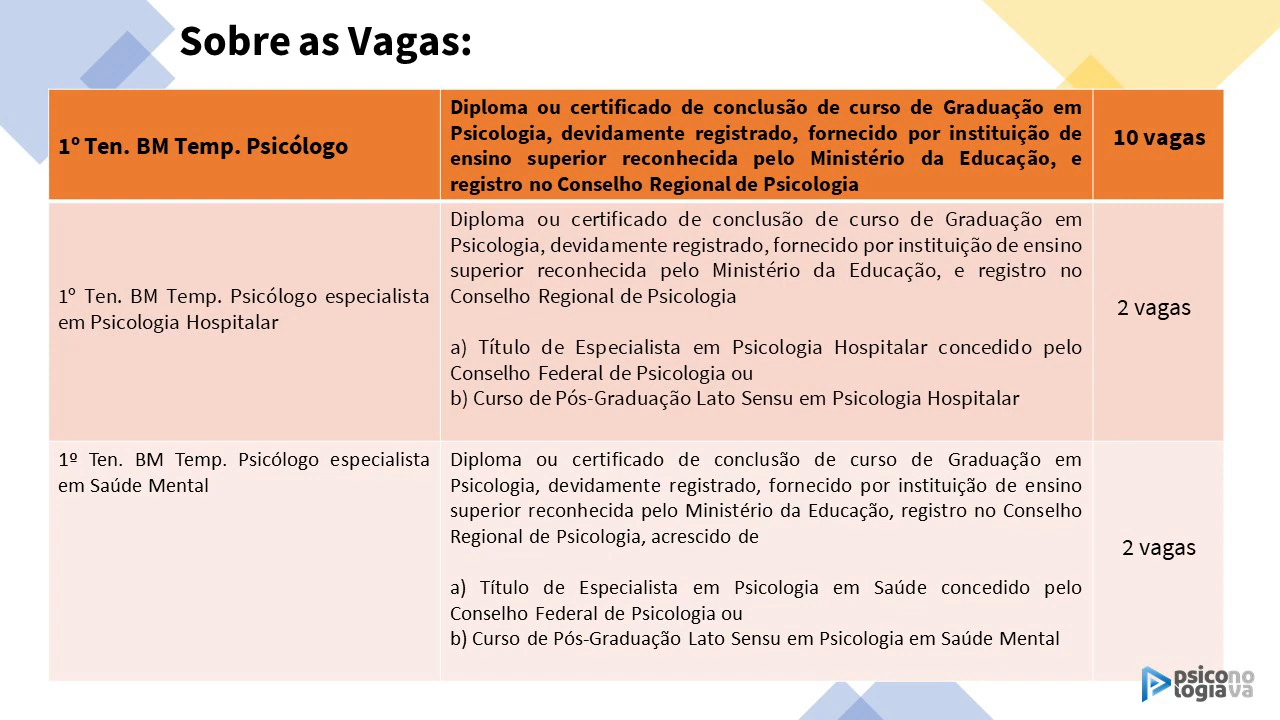 Sobre as Vagas:
1º Ten. BM Temp. Psicólogo
Diploma ou certificado de conclusão de curso de Graduação em
Psicologia, devidamente registrado, fornecido por instituição de
ensino superior reconhecida pelo Ministério da Educação, e
registro no Conselho Regional de Psicologia
10 vagas
1º Ten. BM Temp. Psicólogo especialista
em Psicologia Hospitalar
Diploma ou certificado de conclusão de curso de Graduação em
Psicologia, devidamente registrado, fornecido por instituição de ensino
superior reconhecida pelo Ministério da Educação, e registro no
Conselho Regional de Psicologia
a) Título de Especialista em Psicologia Hospitalar concedido pelo
Conselho Federal de Psicologia ou
b) Curso de Pós-Graduação Lato Sensu em Psicologia Hospitalar
2 vagas
1º Ten. BM Temp. Psicólogo especialista
em Saúde Mental
Diploma ou certificado de conclusão de curso de Graduação em
Psicologia, devidamente registrado, fornecido por instituição de ensino
superior reconhecida pelo Ministério da Educação, registro no Conselho
Regional de Psicologia, acrescido de
a) Título de Especialista em Psicologia em Saúde concedido pelo
Conselho Federal de Psicologia ou
b) Curso de Pós-Graduação Lato Sensu em Psicologia em Saúde Mental
2 vagas
psicono
logiava